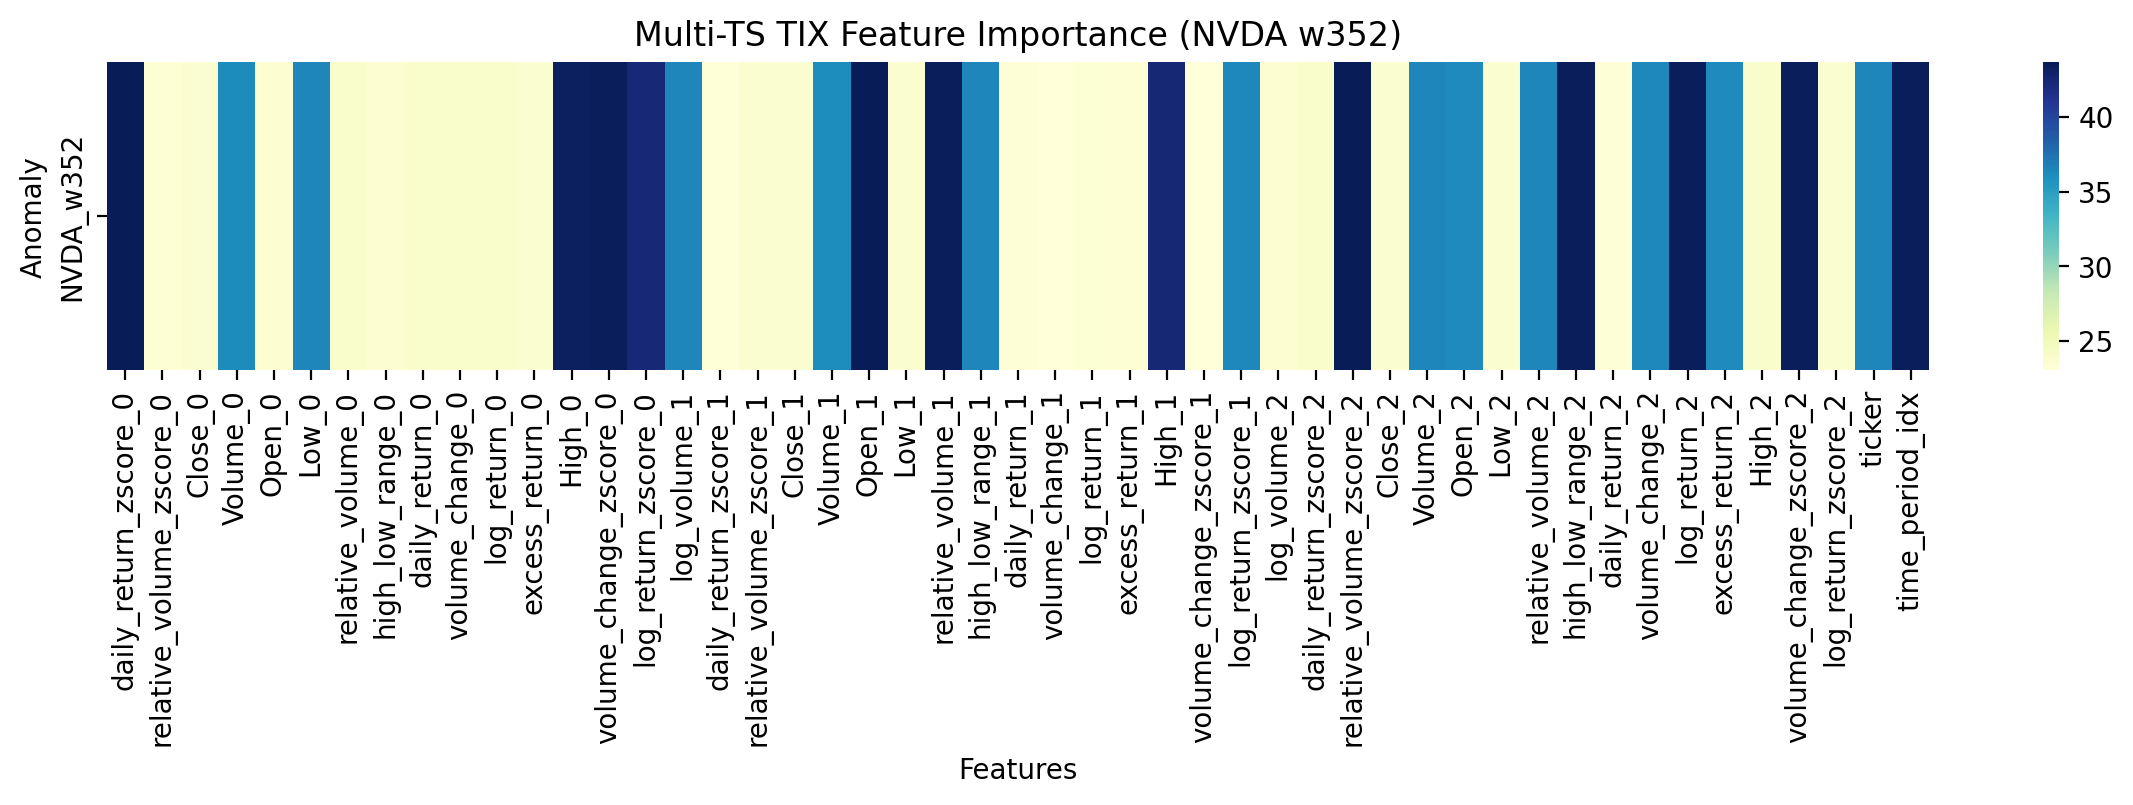 Multi-TS TIX Feature Importance (NVDA w352)
Anomaly
NVDA_w352
40
35
30
25
daily_return_zscore_0
relative_volume_zscore_0
Close_0
Volume_0
Open_0
Low_0
relative_volume_0
high_low_range_0
daily_return_0
volume_change_0
log_return_0
excess_return_0
High_0
volume_change_zscore_0
log_return_zscore_0
log_volume_1
daily_return_zscore_1
relative_volume_zscore_1
Close_1
Volume_1
Open_1
Low_1
relative_volume_1
high_low_range_1
daily_return_1
volume_change_1
log_return_1
excess_return_1
High_1
volume_change_zscore_1
log_return_zscore_1
log_volume_2
daily_return_zscore_2
relative_volume_zscore_2
Close_2
Volume_2
Open_2
Low_2
relative_volume_2
high_low_range_2
daily_return_2
volume_change_2
log_return_2
excess_return_2
High_2
volume_change_zscore_2
log_return_zscore_2
ticker
time_period_idx
Features